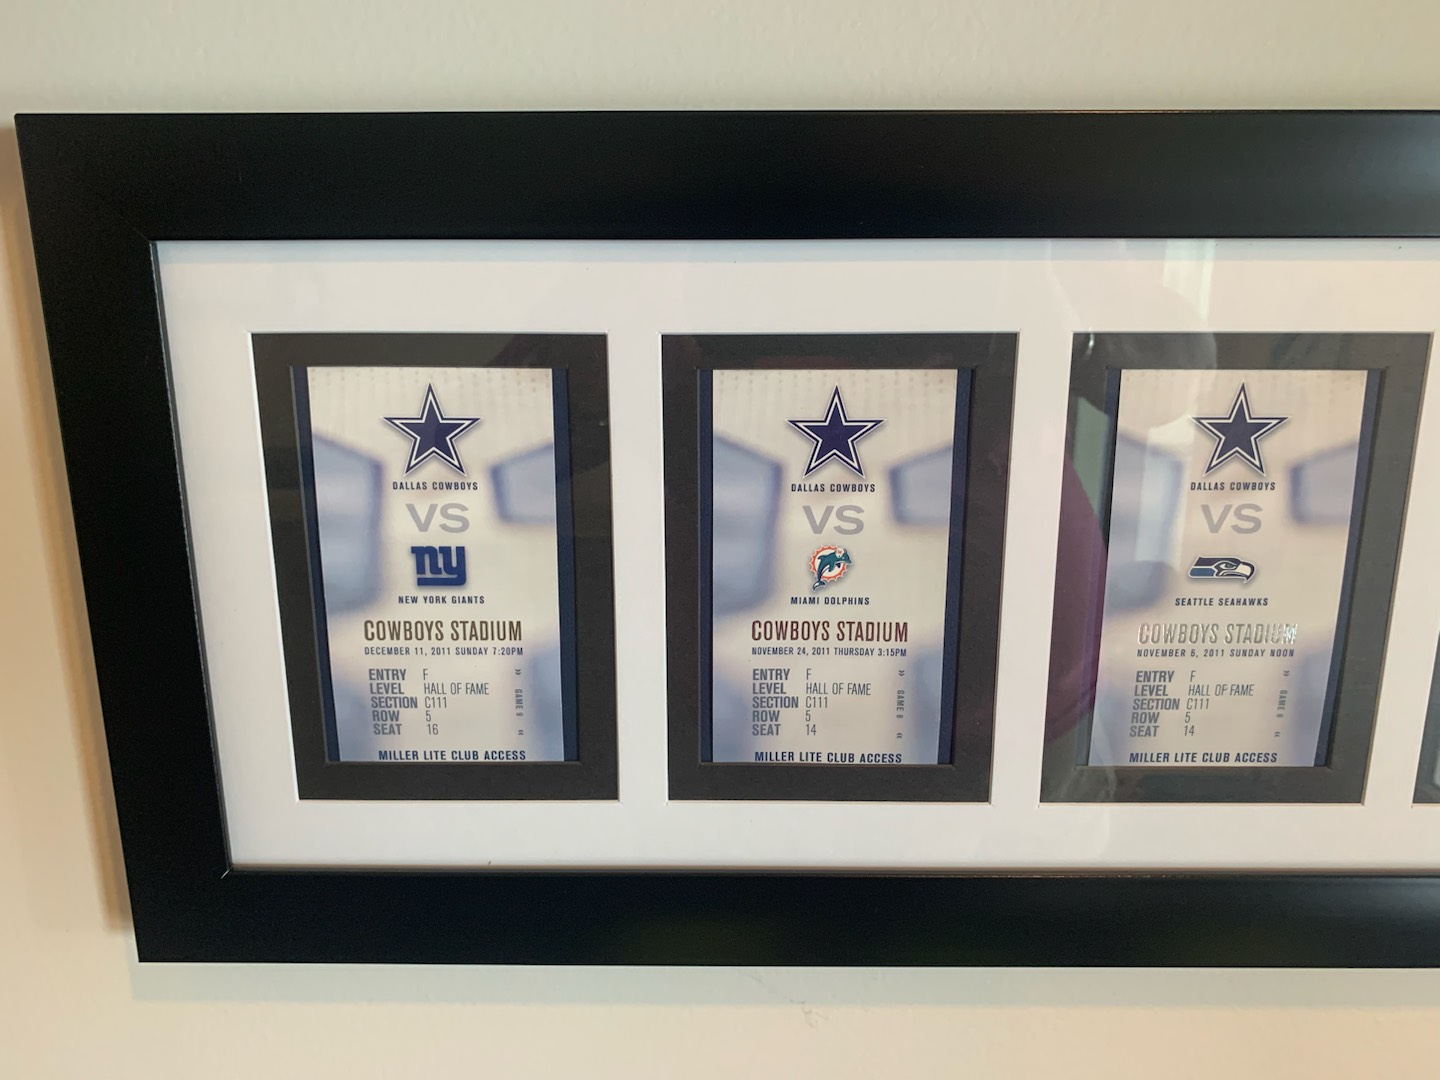 DALLAS COWBOYS
VS
ny
NEW YORK GIANTS
COWBOYS STADIUM
DECEMBER 11, 2011 SUNDAY 7:20PM
ENTRY F
LEVEL HALL OF FAME
SECTION C111
ROW 5
SEAT 16
MILLER LITE CLUB ACCESS
DALLAS COWBOYS
VS
MIAMI DOLPHINS
COWBOYS STADIUM
NOVEMBER 24, 2011 THURSDAY 3:15PM
ENTRY F
LEVEL HALL OF FAME
SECTION C111
ROW 5
SEAT 14
MILLER LITE CLUB ACCESS
DALLAS COWBOYS
VS
SEATTLE SEAHAWKS
COWBOYS STADIUM
NOVEMBER 6, 2011 SUNDAY NOON
ENTRY F
LEVEL HALL OF FAME
SECTION C111
ROW 5
SEAT 14
MILLER LITE CLUB ACCESS